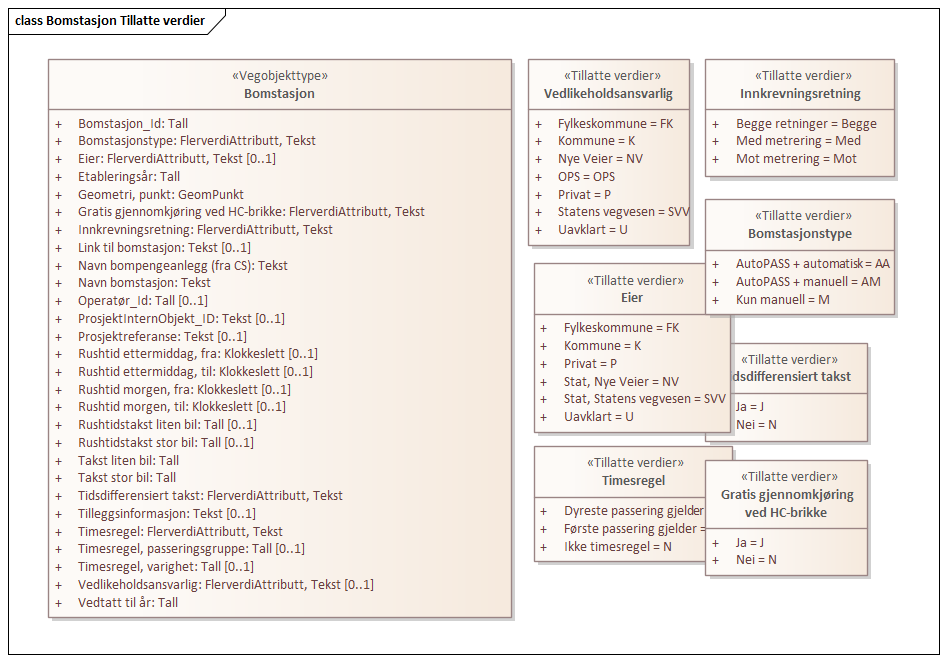 class Bomstasjon Tillatte verdier
«Vegobjekttype»
Bomstasjon
+ Bomstasjon_Id: Tall
+ Bomstasjonstype: FlerverdiAttributt, Tekst
+ Eier: FlerverdiAttributt, Tekst [0..1]
+ Etableringsår: Tall
+ Geometri, punkt: GeomPunkt
+ Gratis gjennomkjøring ved HC-brikke: FlerverdiAttributt, Tekst
+ Innkrevningsretning: FlerverdiAttributt, Tekst
+ Link til bomstasjon: Tekst [0..1]
+ Navn bompengeanlegg (fra CS): Tekst
+ Navn bomstasjon: Tekst
+ Operatør_Id: Tall [0..1]
+ ProsjektInternObjekt_ID: Tekst [0..1]
+ Prosjektreferanse: Tekst [0..1]
+ Rushtid ettermiddag, fra: Klokkeslett [0..1]
+ Rushtid ettermiddag, til: Klokkeslett [0..1]
+ Rushtid morgen, fra: Klokkeslett [0..1]
+ Rushtid morgen, til: Klokkeslett [0..1]
+ Rushtidstakst liten bil: Tall [0..1]
+ Rushtidstakst stor bil: Tall [0..1]
+ Takst liten bil: Tall
+ Takst stor bil: Tall
+ Tidsdifferensiert takst: FlerverdiAttributt, Tekst
+ Tilleggsinformasjon: Tekst [0..1]
+ Timesregel: FlerverdiAttributt, Tekst
+ Timesregel, passeringsgruppe: Tall [0..1]
+ Timesregel, varighet: Tall [0..1]
+ Vedlikeholdsansvarlig: FlerverdiAttributt, Tekst [0..1]
+ Vedtatt til år: Tall
«Tillatte verdier»
Vedlikeholdsansvarlig
+ Fylkeskommune = FK
+ Kommune = K
+ Nye Veier = NV
+ OPS = OPS
+ Privat = P
+ Statens vegvesen = SVV
+ Uavklart = U
«Tillatte verdier»
Innkrevningsretning
+ Begge retninger = Begge
+ Med metrering = Med
+ Mot metrering = Mot
«Tillatte verdier»
Bomstasjonstype
+ AutoPASS + automatisk = AA
+ AutoPASS + manuell = AM
+ Kun manuell = M
«Tillatte verdier»
Eier
+ Fylkeskommune = FK
+ Kommune = K
+ Privat = P
+ Stat, Nye Veier = NV
+ Stat, Statens vegvesen = SVV
+ Uavklart = U
«Tillatte verdier»
dsdifferensiert takst
Ja = J
Nei = N
«Tillatte verdier»
Timesregel
+ Dyreste passering gjelder
+ Første passering gjelder =
+ Ikke timesregel = N
«Tillatte verdier»
Gratis gjennomkjøring
ved HC-brikke
+ Ja = J
+ Nei = N